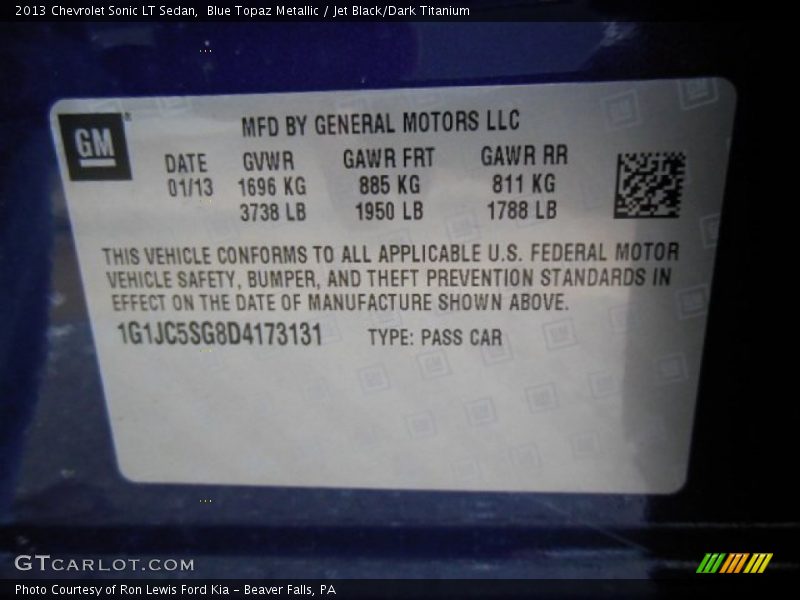 2013 Chevrolet Sonic LT Sedan,  Blue Topaz Metallic / Jet Black/Dark Titanium
GM®
MFD BY GENERAL MOTORS LLC
DATE GVWR GAWR FRT GAWR RR
01/13 1696 KG 885 KG 811 KG
3738 LB 1950 LB 1788 LB
THIS VEHICLE CONFORMS TO ALL APPLICABLE U.S. FEDERAL MOTOR
VEHICLE SAFETY, BUMPER, AND THEFT PREVENTION STANDARDS IN
EFFECT ON THE DATE OF MANUFACTURE SHOWN ABOVE.
1G1JC5SG8D4173131 TYPE: PASS CAR
GTCARLOT.COM
Photo Courtesy of Ron Lewis Ford Kia - Beaver Falls, PA